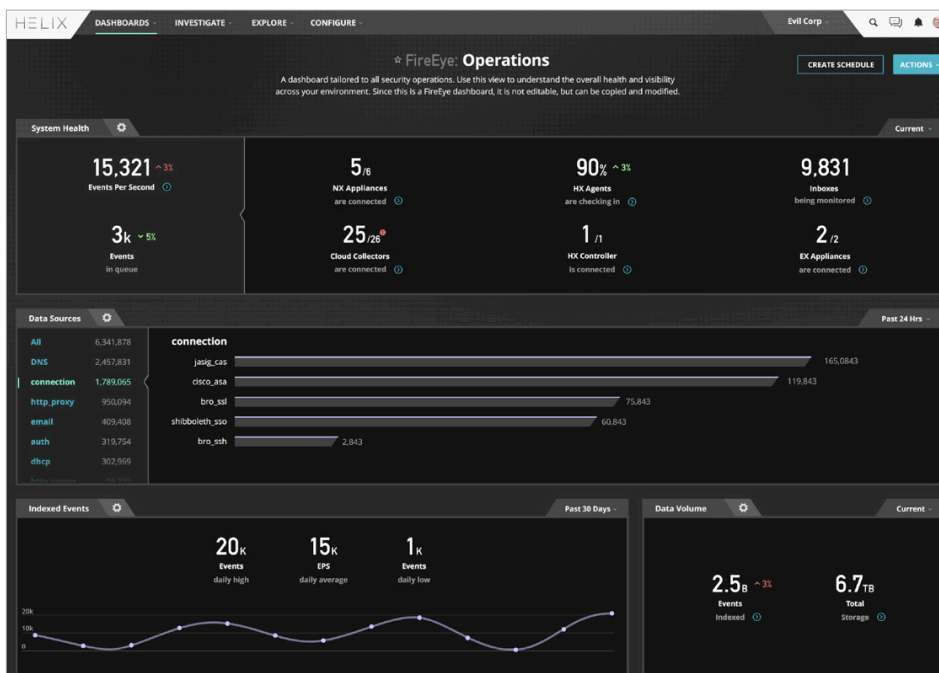 HELIX DASHBOARDS INVESTIGATE EXPLORE CONFIGURE Evil Corp
FireEye: Operations
CREATE SCHEDULE ACTIONS
A dashboard tailored to all security operations. Use this view to understand the overall health and visibility
across your environment. Since this is a FireEye dashboard, it is not editable, but can be copied and modified.
System Health Current
15,321 3%
Events Per Second
3k 5%
Events
in queue
5/6
NX Appliances
are connected
90% 3%
HX Agents
are checking in
9,831
Inboxes
being monitored
25/26
Cloud Collectors
are connected
1/1
HX Controller
is connected
2/2
EX Appliances
are connected
Data Sources Past 24 Hrs
All 6,341,878
DNS 2,457,831
connection 1,789,065
http_proxy 950,094
email 409,408
auth 319,754
dhcp 302,969
connection
jasig_cas 165,0843
cisco_asa 119,843
bro_ssl 75,843
shibboleth_sso 60,843
bro_ssh 2,843
Indexed Events Past 30 Days
20K
Events
daily high
15K
EPS
daily average
1K
Events
daily low
20k
10k
0
Data Volume Current
2.5B 3%
Events
Indexed
6.7TB
Total
Storage